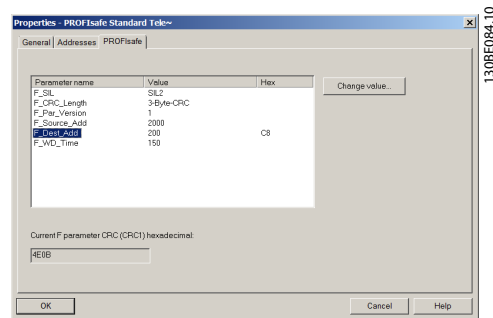 Properties - PROFIsafe Standard Tele~
General Addresses PROFIsafe
Parameter name Value Hex
F_SIL SIL2
F_CRC_Length 3-Byte-CRC
F_Par_Version 1
F_Source_Add 2000
F_Dest_Add 200 C8
F_WD_Time 150
Change value...
Current F parameter CRC (CRC1) hexadecimal:
4E0B
OK Cancel Help
130BE084.10